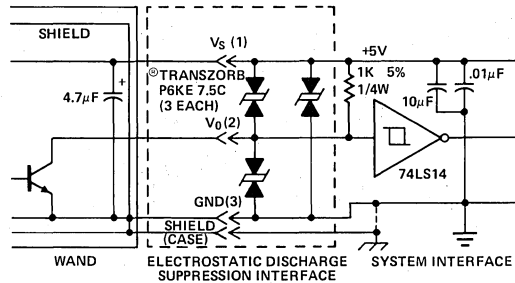 SHIELD
4.7μF
+
WAND
VS (1)
® TRANSZORB
P6KE 7.5C
(3 EACH)
V0(2)
GND(3)
SHIELD
(CASE)
ELECTROSTATIC DISCHARGE
SUPPRESSION INTERFACE
+5V
1K 5%
1/4W
10μF
.01μF
74LS14
SYSTEM INTERFACE